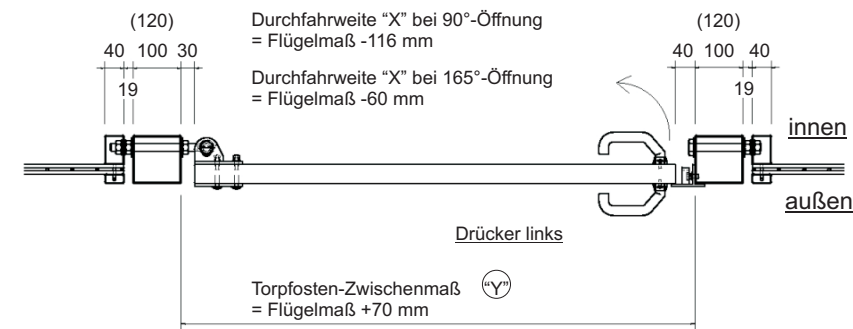 (120)
40 100 30
19
Durchfahrweite “X” bei 90°-Öffnung
= Flügelmaß -116 mm
Durchfahrweite “X” bei 165°-Öffnung
= Flügelmaß -60 mm
(120)
40 100 40
19
innen
außen
Drücker links
Torpfosten-Zwischenmaß “Y”
= Flügelmaß +70 mm